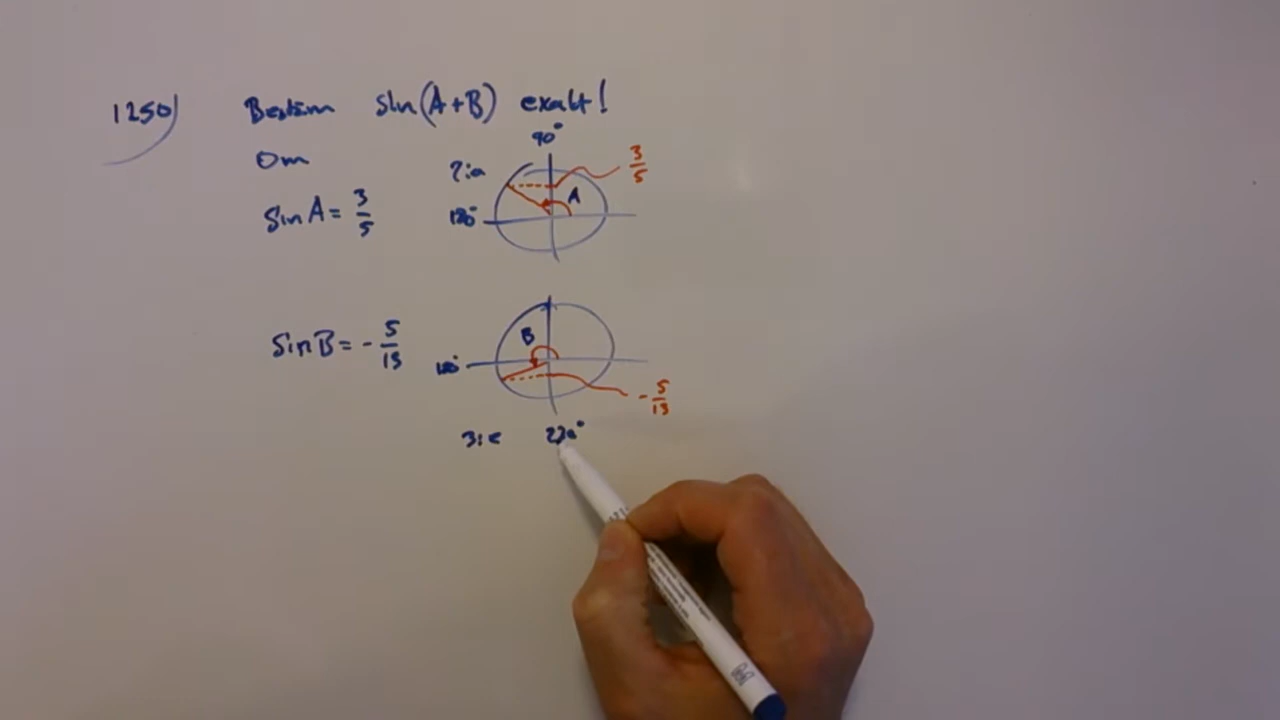 1250) Bestäm sin(A+B) exakt!
90°
Om
2:a
3/5
A
180°
sin A = 3/5
B
sin B = - 5/13
180°
- 5/13
3:e 270°